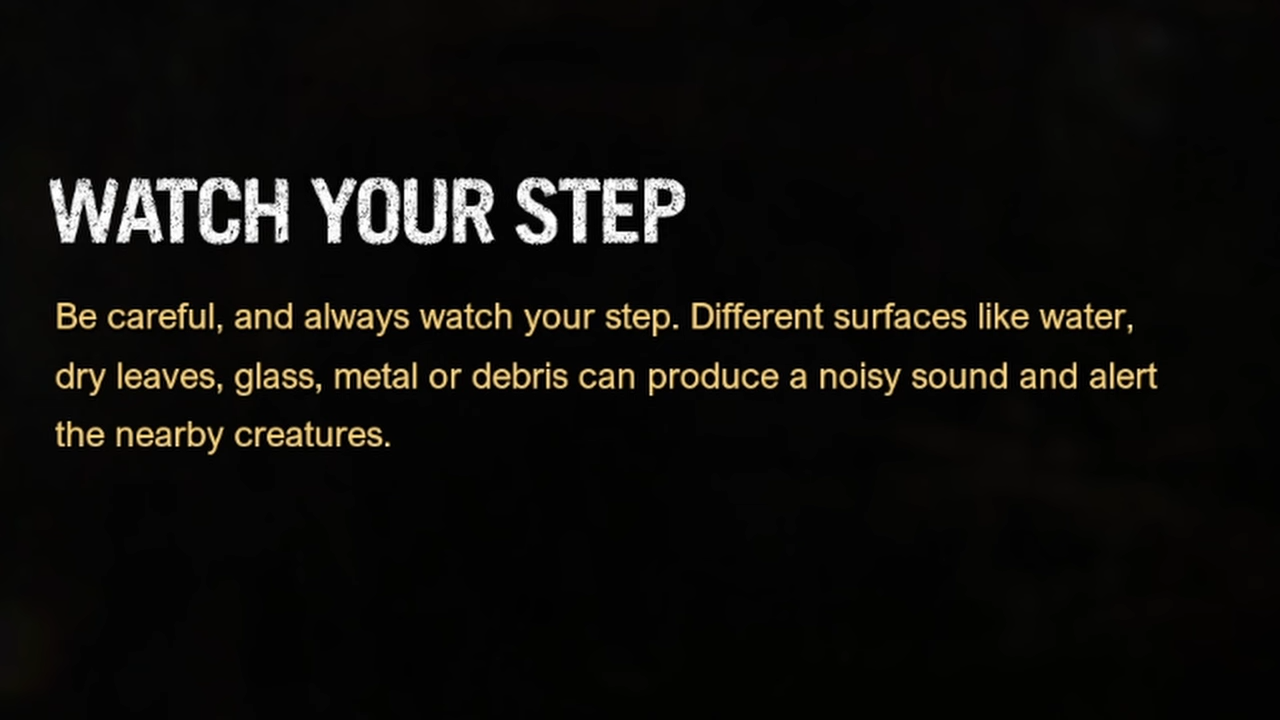 WATCH YOUR STEP
Be careful, and always watch your step. Different surfaces like water,
dry leaves, glass, metal or debris can produce a noisy sound and alert
the nearby creatures.